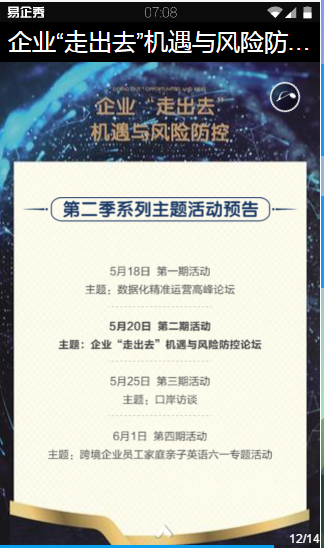 易企秀
07:08
企业“走出去”机遇与风险防...
企业 “走出去”
机遇与风险防控
第二季系列主题活动预告
5月18日 第一期活动
主题：数据化精准运营高峰论坛
5月20日 第二期活动
主题：企业“走出去”机遇与风险防控论坛
5月25日 第三期活动
主题：口岸访谈
6月1日 第四期活动
主题：跨境企业员工家庭亲子英语六一专题活动
12/14